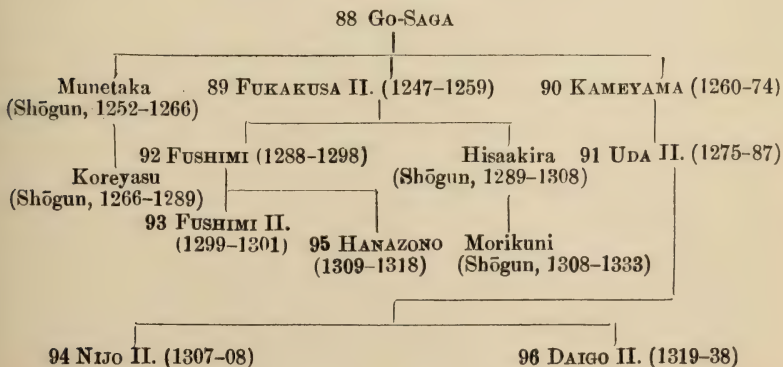 88 Go-Saga
Munetaka 89 Fukakusa II. (1247–1259) 90 Kameyama (1260–74)
(Shōgun, 1252–1266)
92 Fushimi (1288–1298) Hisaakira 91 Uda II. (1275–87)
Koreyasu (Shōgun, 1289–1308)
(Shōgun, 1266–1289)
93 Fushimi II.
(1299–1301) 95 Hanazono Morikuni
(1309–1318) (Shōgun, 1308–1333)
94 Nijo II. (1307–08) 96 Daigo II. (1319–38)